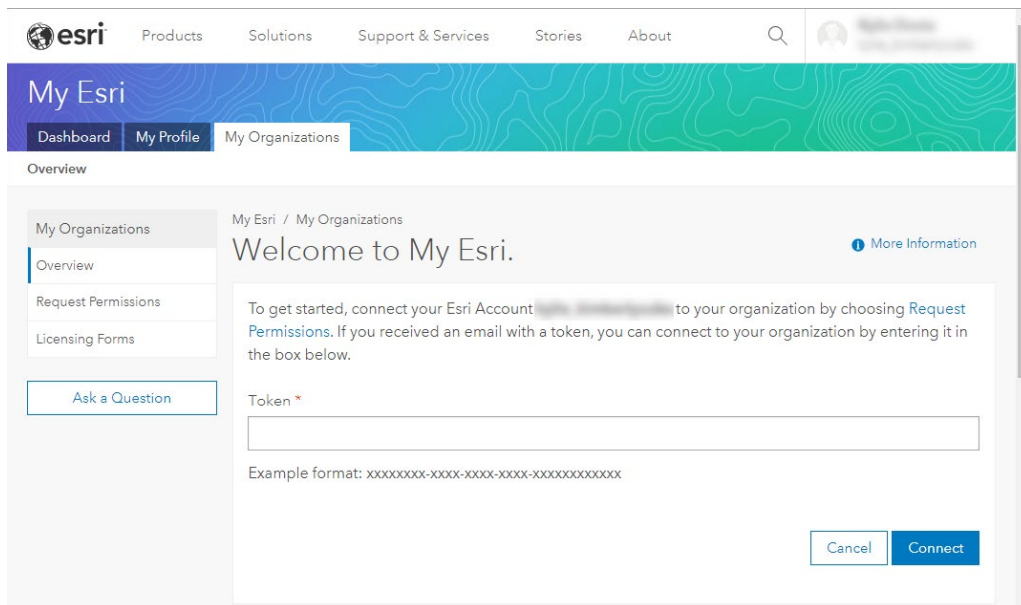 esri Products Solutions Support & Services Stories About
My Esri
Dashboard My Profile My Organizations
Overview
My Organizations
Overview
Request Permissions
Licensing Forms
Ask a Question
My Esri / My Organizations
Welcome to My Esri.
More Information
To get started, connect your Esri Account to your organization by choosing Request
Permissions. If you received an email with a token, you can connect to your organization by entering it in
the box below.
Token *
Example format: xxxxxxxx-xxxx-xxxx-xxxx-xxxxxxxxxxxx
Cancel Connect